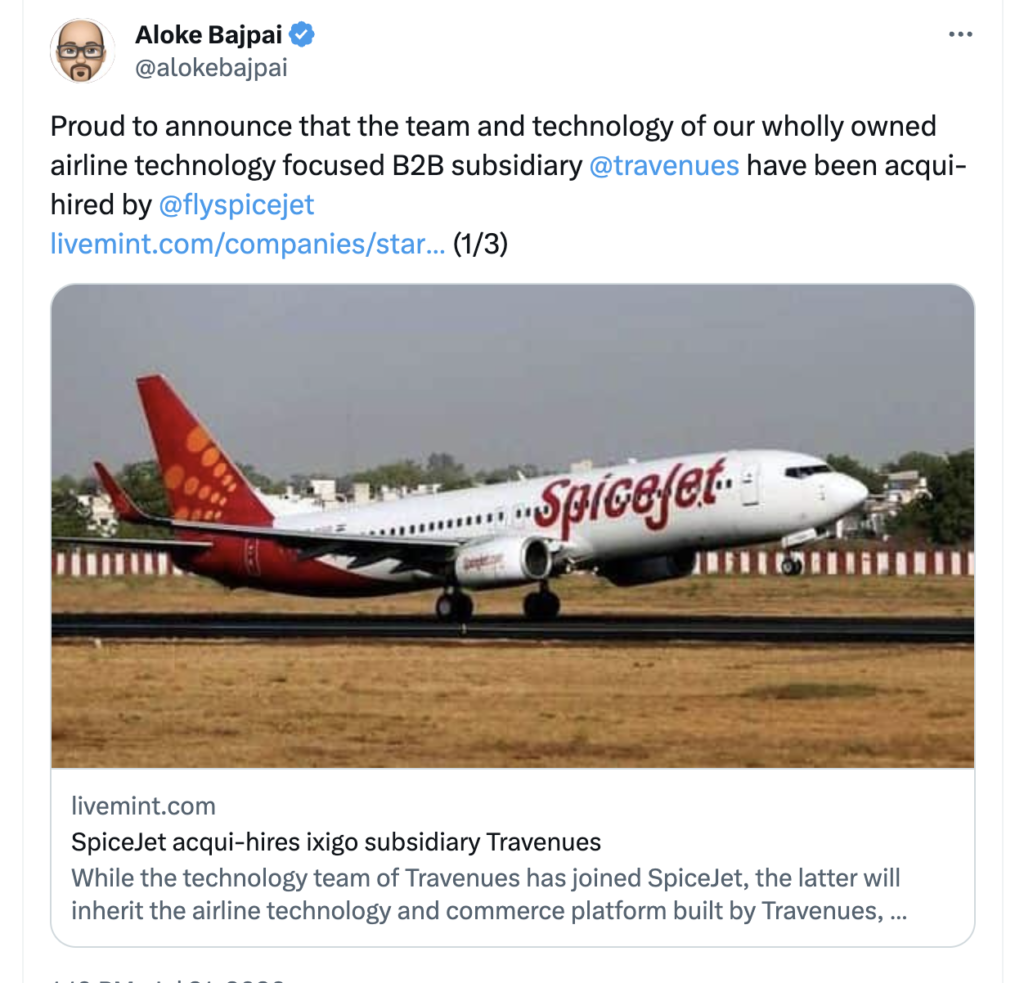 Aloke Bajpai
@alokebajpai
Proud to announce that the team and technology of our wholly owned
airline technology focused B2B subsidiary @travenues have been acqui-
hired by @flyspicejet
livemint.com/companies/star... (1/3)
SpiceJet
livemint.com
SpiceJet acqui-hires ixigo subsidiary Travenues
While the technology team of Travenues has joined SpiceJet, the latter will
inherit the airline technology and commerce platform built by Travenues, ...